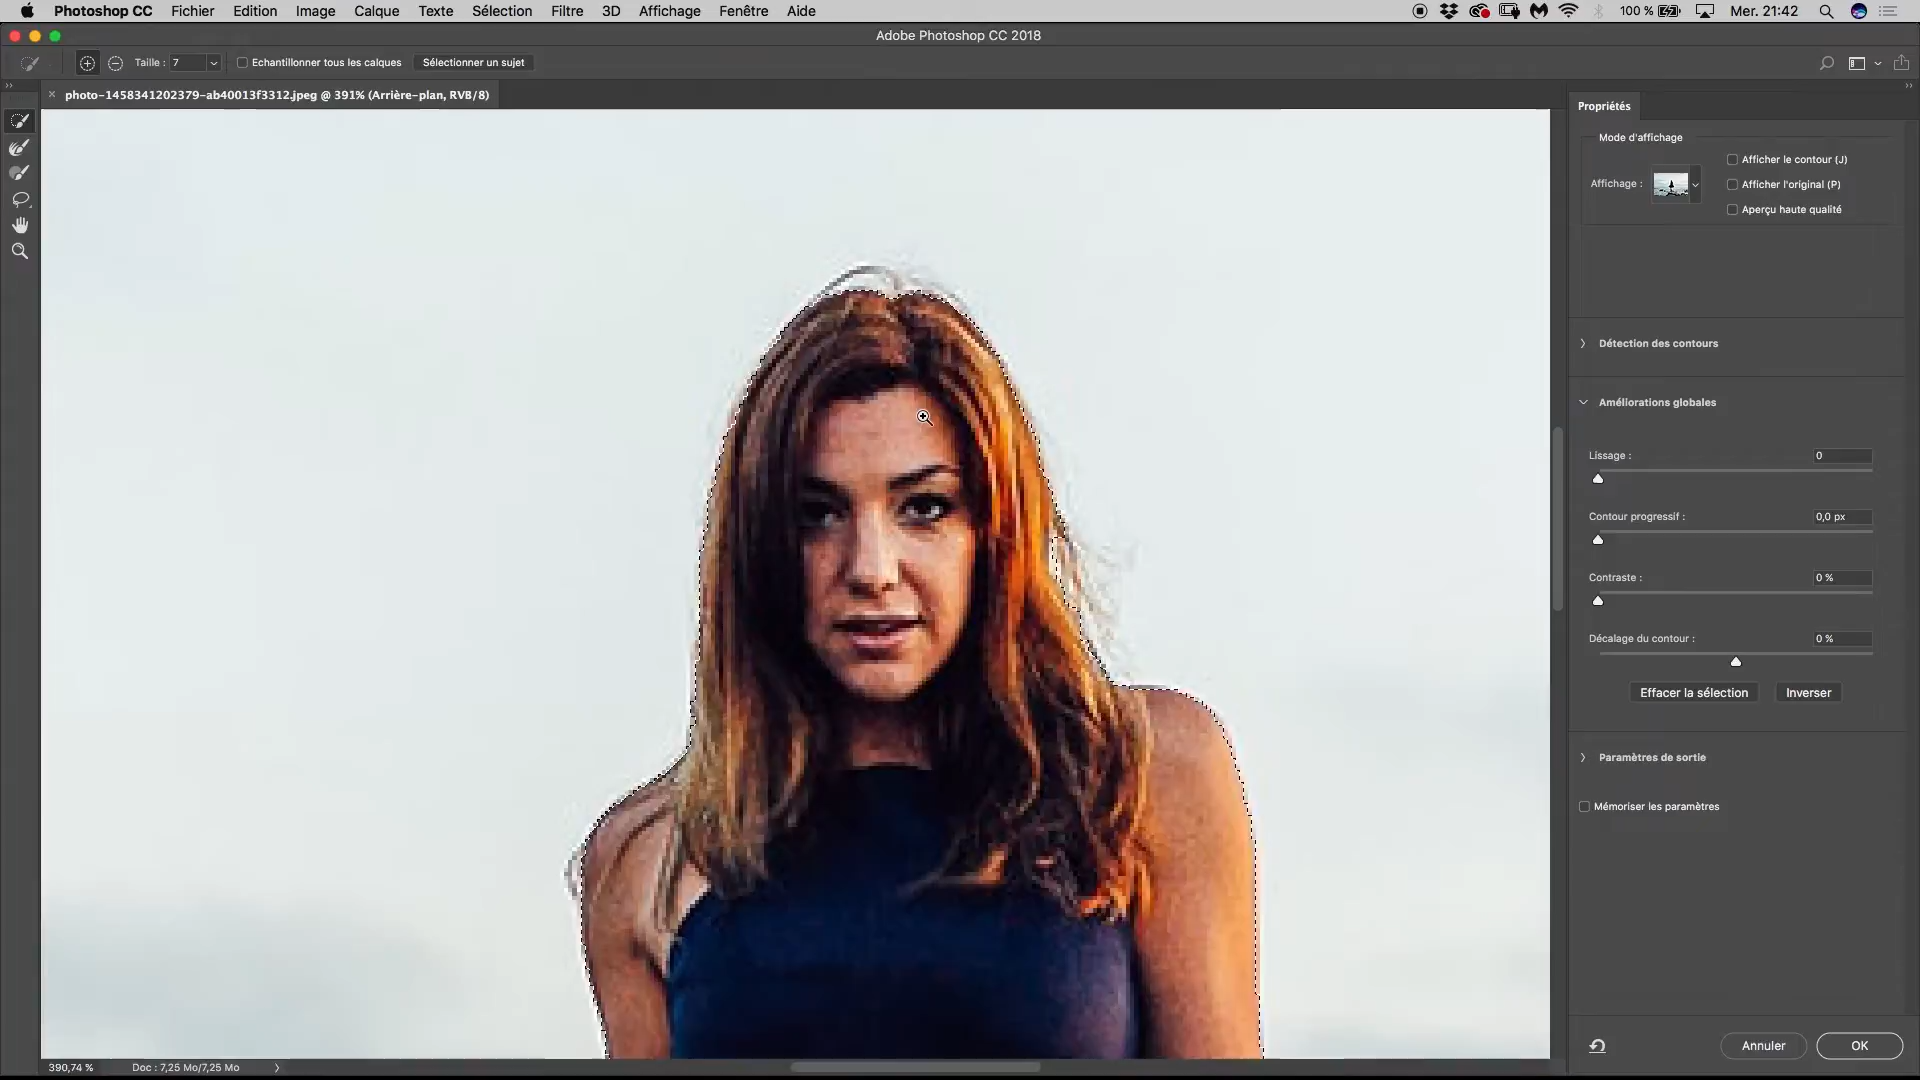 Photoshop CC Fichier Edition Image Calque Texte Sélection Filtre 3D Affichage Fenêtre Aide 100 % Mer. 21:42
Adobe Photoshop CC 2018
Taille : 7 Echantillonner tous les calques Sélectionner un sujet
photo-1458341202379-ab40013f3312.jpeg @ 391% (Arrière-plan, RVB/8)
Propriétés
Mode d'affichage
Affichage :
Afficher le contour (J)
Afficher l'original (P)
Aperçu haute qualité
Détection des contours
Améliorations globales
Lissage : 0
Contour progressif : 0,0 px
Contraste : 0 %
Décalage du contour : 0 %
Effacer la sélection Inverser
Paramètres de sortie
Mémoriser les paramètres
Annuler OK
390,74 % Doc : 7,25 Mo/7,25 Mo